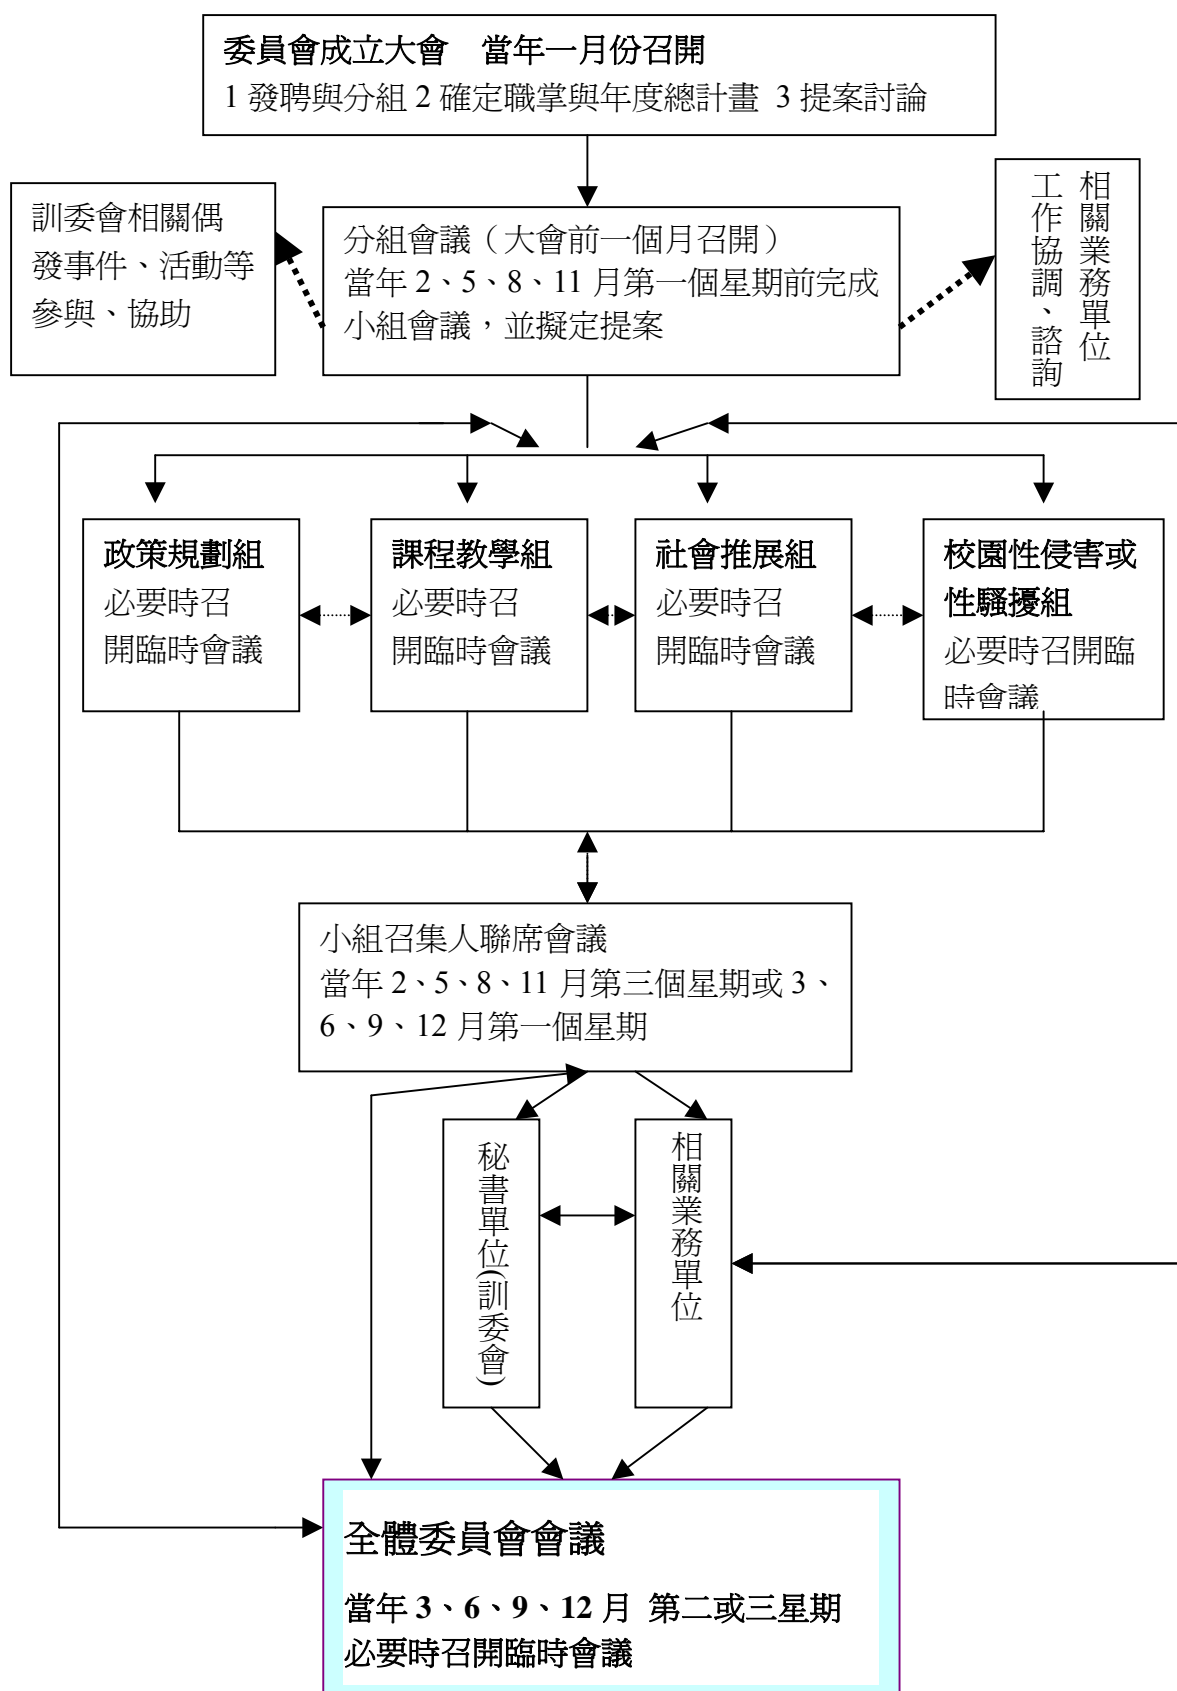 委員會成立大會　當年一月份召開
1 發聘與分組 2 確定職掌與年度總計畫 3 提案討論
訓委會相關偶
發事件、活動等
參與、協助
分組會議（大會前一個月召開）
當年 2、5、8、11 月第一個星期前完成
小組會議，並擬定提案
相關業務單位
工作協調、諮詢
政策規劃組
必要時召
開臨時會議
課程教學組
必要時召
開臨時會議
社會推展組
必要時召
開臨時會議
校園性侵害或
性騷擾組
必要時召開臨
時會議
小組召集人聯席會議
當年 2、5、8、11 月第三個星期或 3、
6、9、12 月第一個星期
秘書單位(訓委會)
相關業務單位
全體委員會會議
當年 3、6、9、12 月 第二或三星期
必要時召開臨時會議